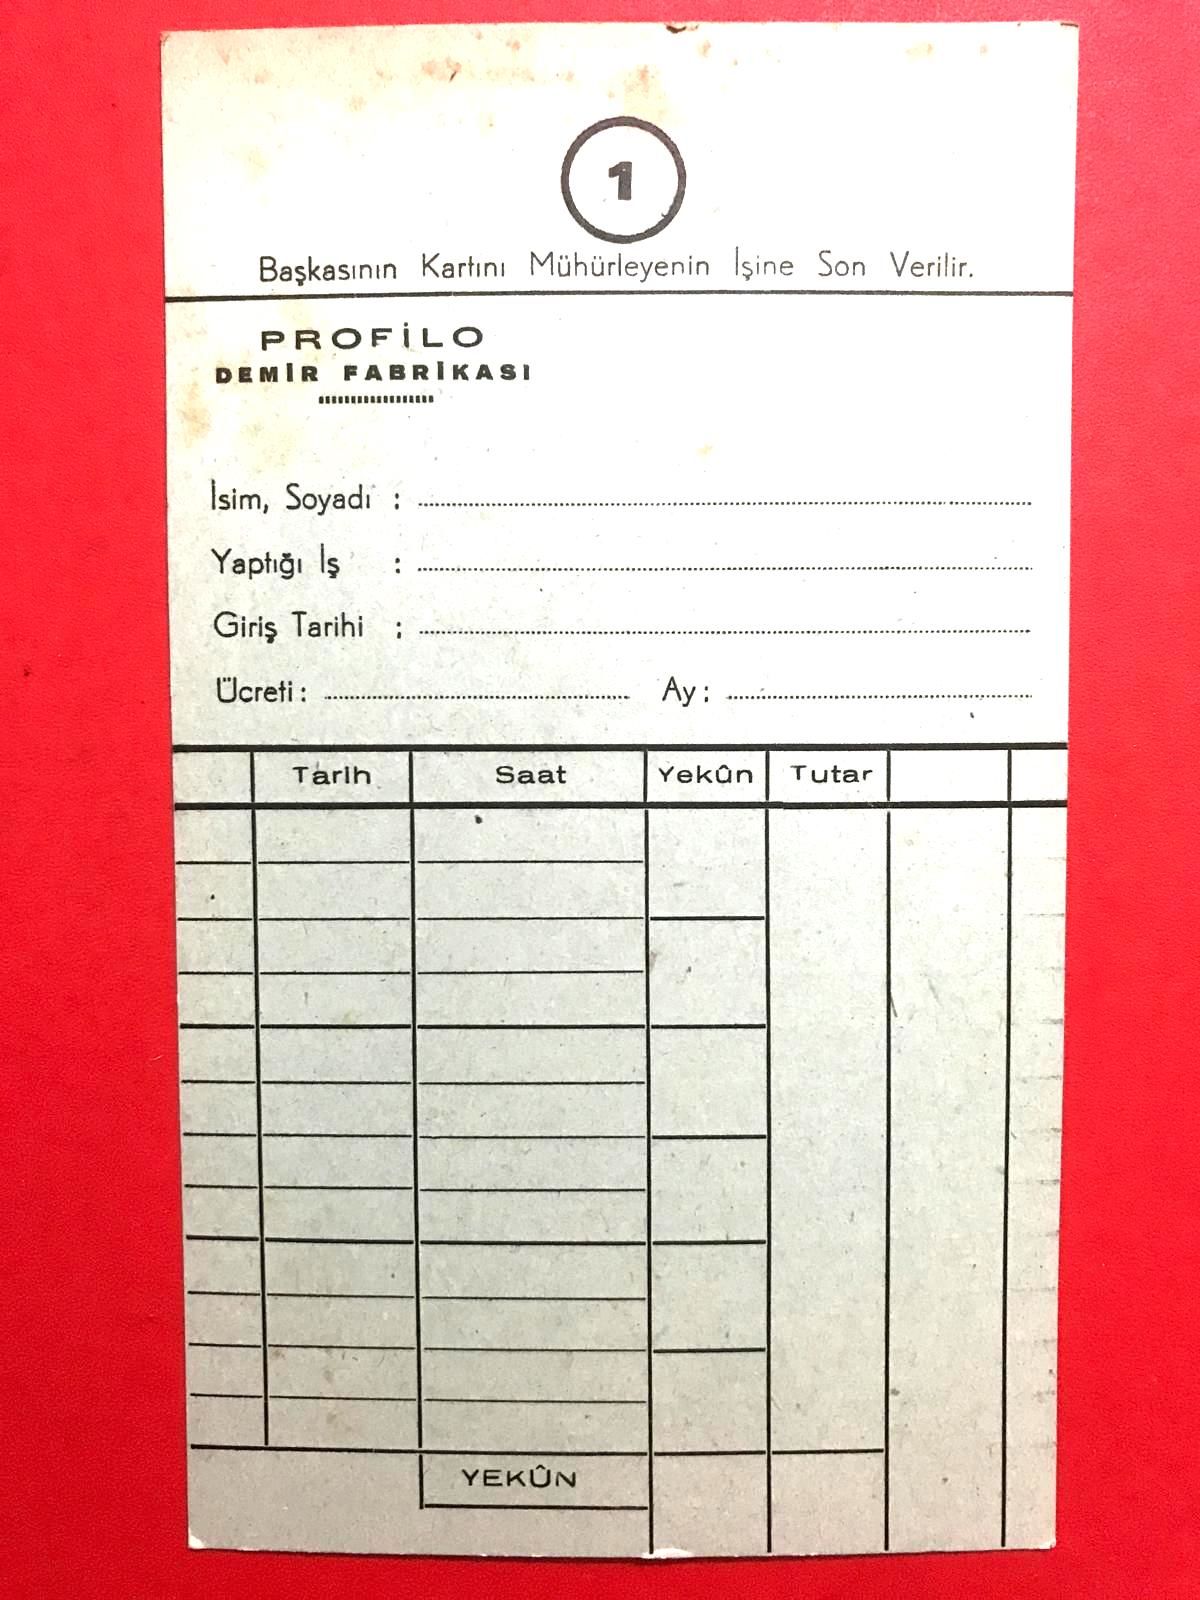 1
Başkasının Kartını Mühürleyenin İşine Son Verilir.
PROFİLO
DEMİR FABRİKASI
İsim, Soyadı :
Yaptığı İş :
Giriş Tarihi :
Ücreti : Ay :
Tarih Saat Yekûn Tutar
YEKÛN